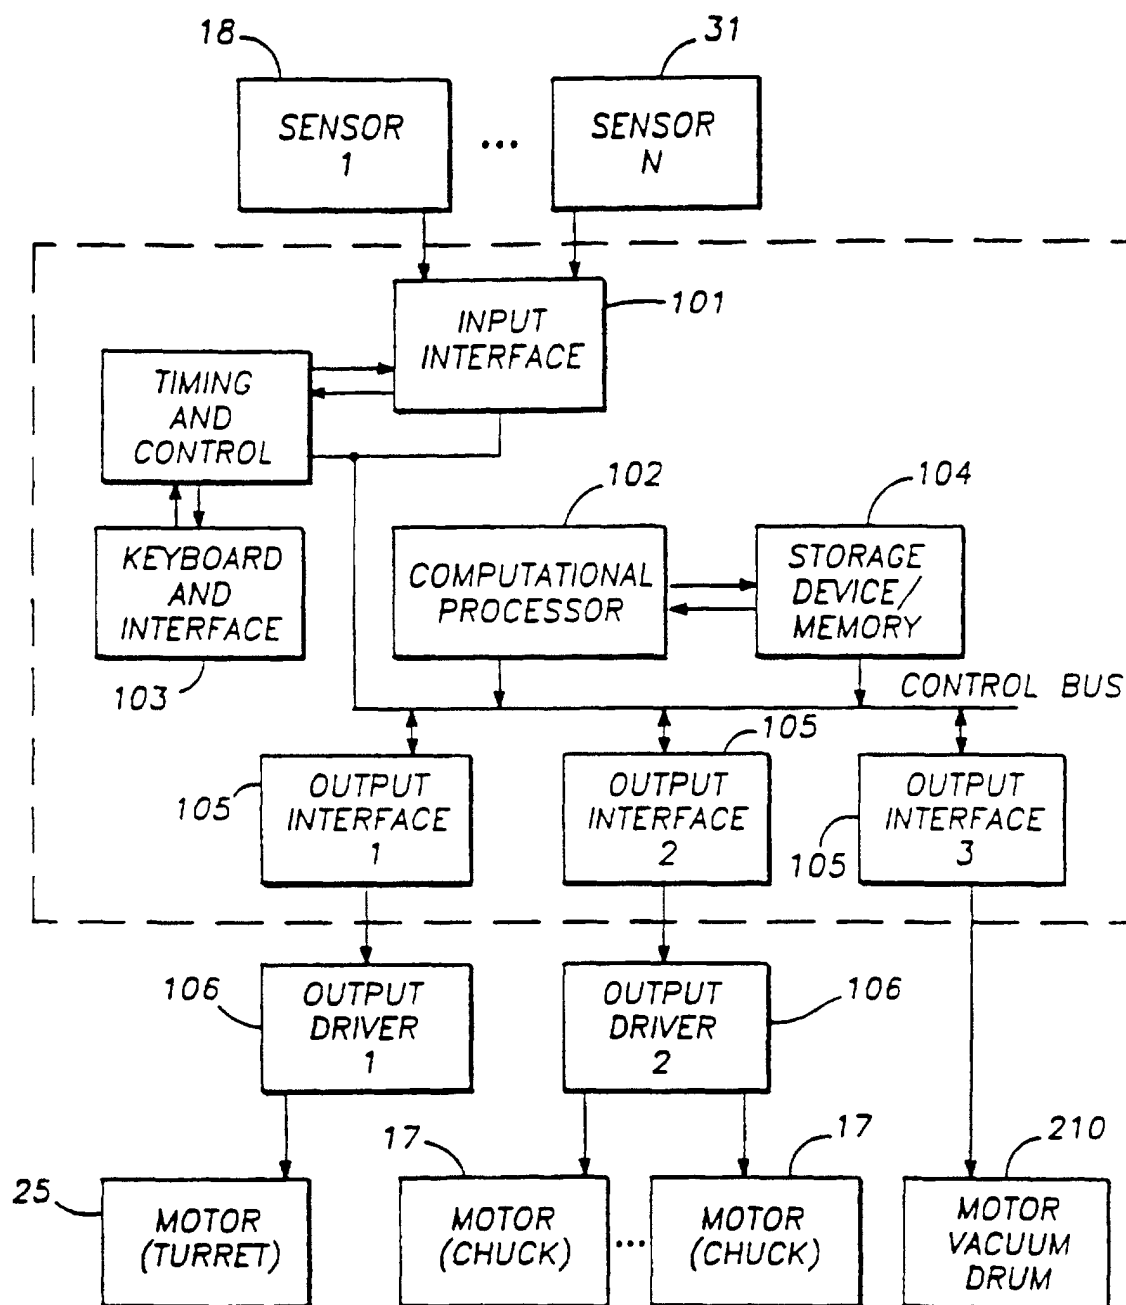 18
31
SENSOR
1
...
SENSOR
N
INPUT
INTERFACE
101
TIMING
AND
CONTROL
102
104
KEYBOARD
AND
INTERFACE
103
COMPUTATIONAL
PROCESSOR
STORAGE
DEVICE/
MEMORY
CONTROL BUS
105
OUTPUT
INTERFACE
1
105
OUTPUT
INTERFACE
2
105
OUTPUT
INTERFACE
3
106
OUTPUT
DRIVER
1
OUTPUT
DRIVER
2
106
17
17
210
25
MOTOR
(TURRET)
MOTOR
(CHUCK)
...
MOTOR
(CHUCK)
MOTOR
VACUUM
DRUM